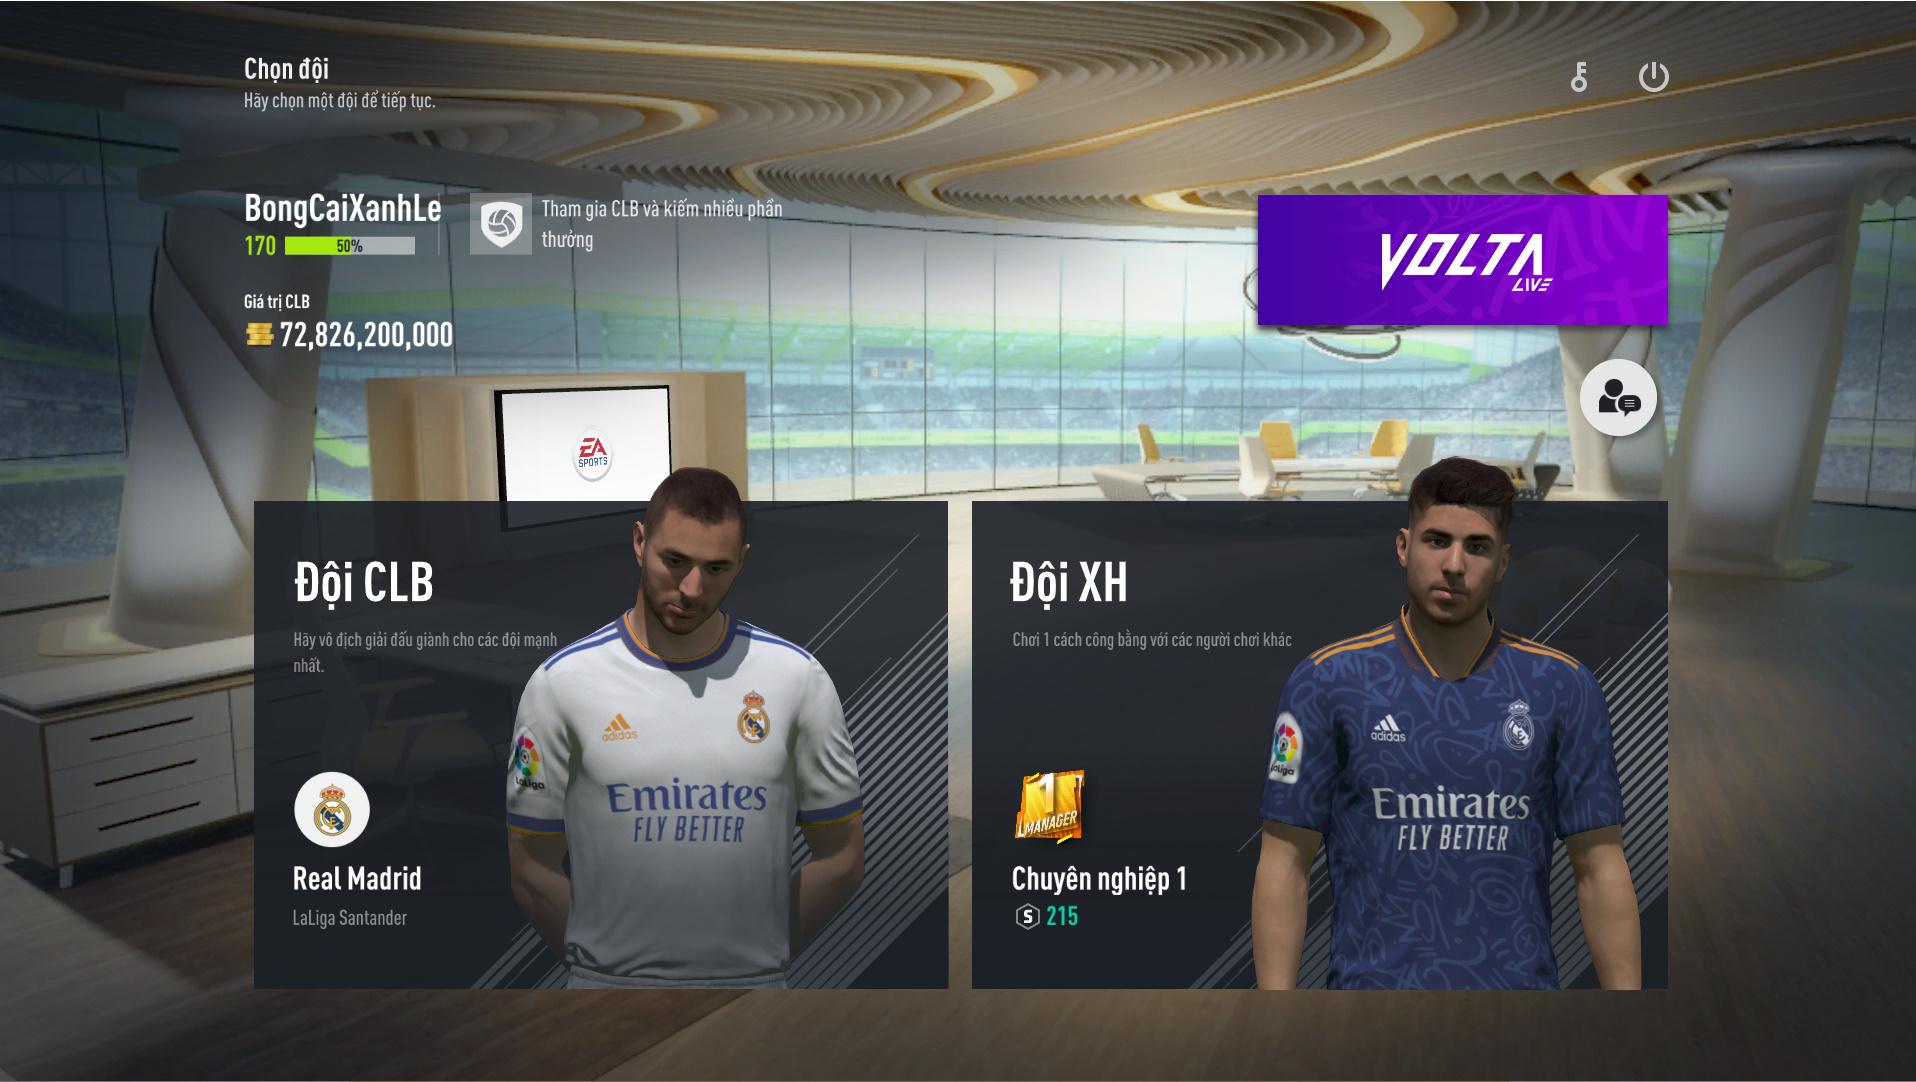 Chọn đội
Hãy chọn một đội để tiếp tục.
BongCaiXanhLe
170 50%
Tham gia CLB và kiếm nhiều phần
thưởng
Giá trị CLB
72,826,200,000
VOLTA
LIVE
EA
SPORTS
Đội CLB
Hãy vô địch giải đấu giành cho các đội mạnh
nhất.
adidas
LaLiga
Emirates
FLY BETTER
Real Madrid
LaLiga Santander
Đội XH
Chơi 1 cách công bằng với các người chơi khác
adidas
LaLiga
Emirates
FLY BETTER
1
MANAGER
Chuyên nghiệp 1
S 215